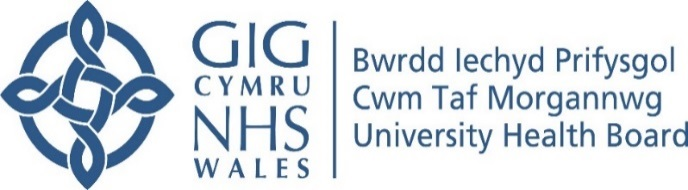 GIG
CYMRU
NHS
WALES
Bwrdd Iechyd Prifysgol
Cwm Taf Morgannwg
University Health Board